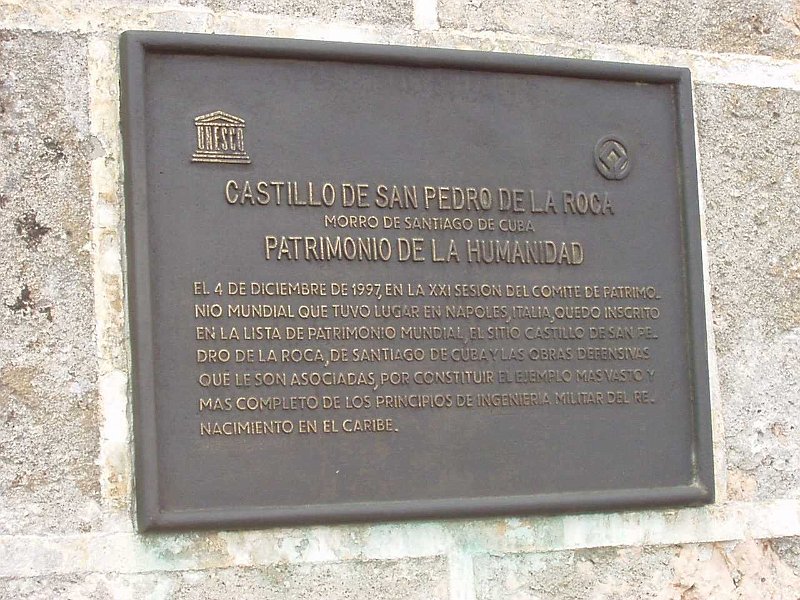 UNESCO
CASTILLO DE SAN PEDRO DE LA ROCA
MORRO DE SANTIAGO DE CUBA
PATRIMONIO DE LA HUMANIDAD
EL 4 DE DICIEMBRE DE 1997, EN LA XXI SESION DEL COMITE DE PATRIMO-
NIO MUNDIAL QUE TUVO LUGAR EN NAPOLES, ITALIA, QUEDO INSCRITO
EN LA LISTA DE PATRIMONIO MUNDIAL, EL SITIO CASTILLO DE SAN PE-
DRO DE LA ROCA, DE SANTIAGO DE CUBA Y LAS OBRAS DEFENSIVAS
QUE LE SON ASOCIADAS, POR CONSTITUIR EL EJEMPLO MAS VASTO Y
MAS COMPLETO DE LOS PRINCIPIOS DE INGENIERIA MILITAR DEL RE-
NACIMIENTO EN EL CARIBE.